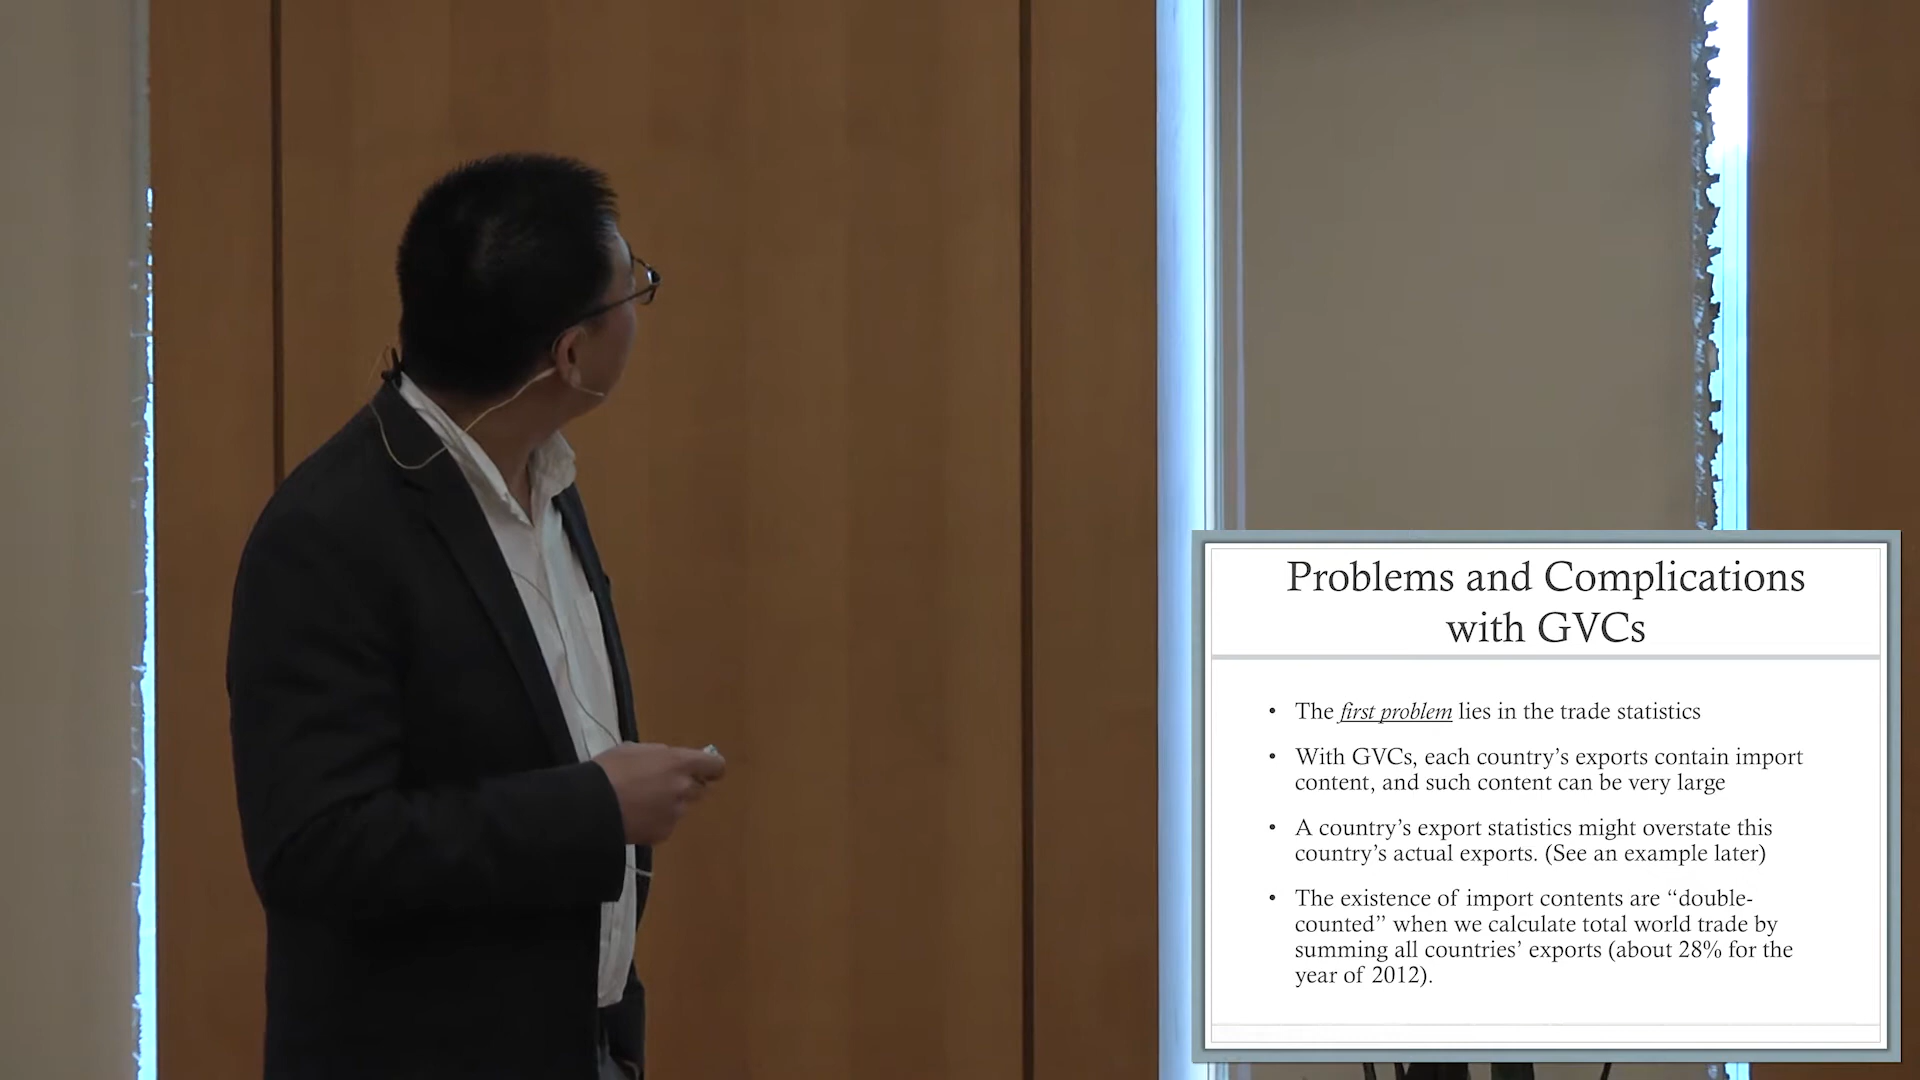 Problems and Complications
with GVCs
• The first problem lies in the trade statistics
• With GVCs, each country’s exports contain import
content, and such content can be very large
• A country’s export statistics might overstate this
country’s actual exports. (See an example later)
• The existence of import contents are “double-
counted” when we calculate total world trade by
summing all countries’ exports (about 28% for the
year of 2012).